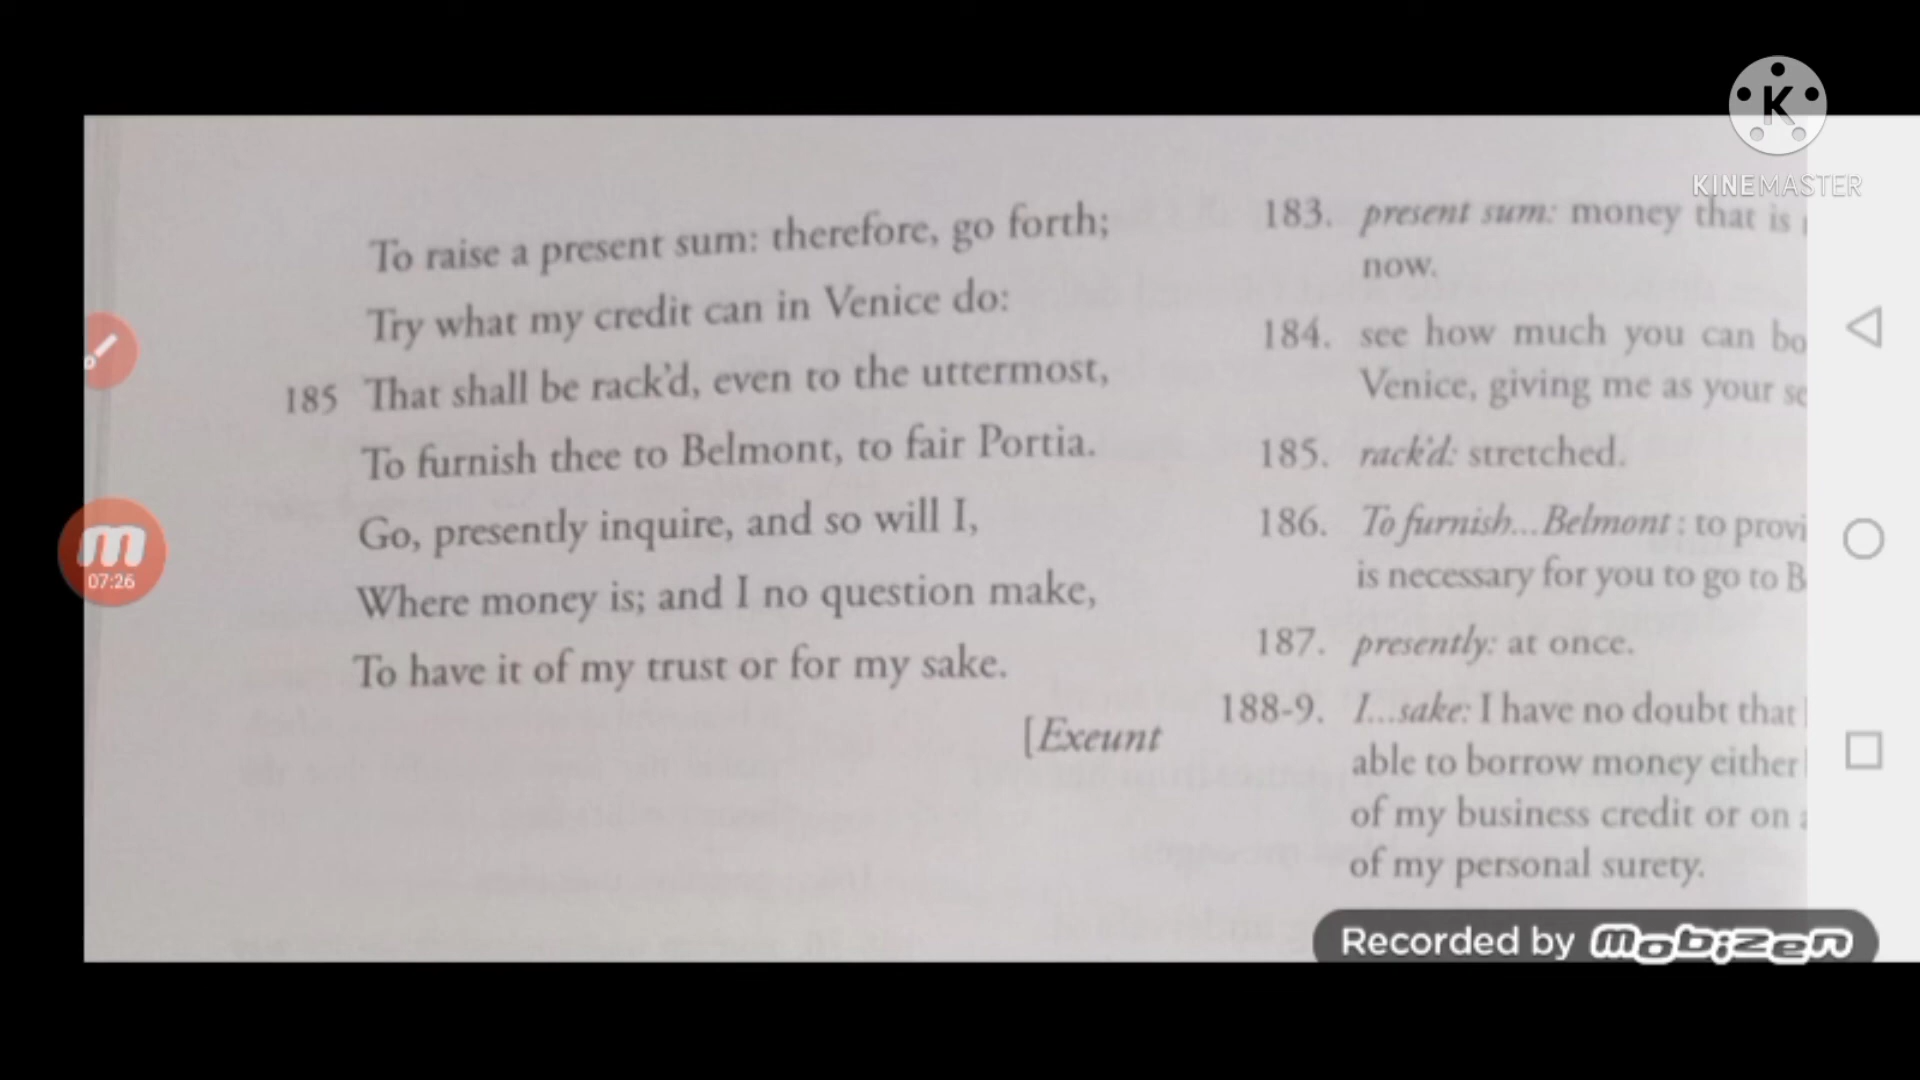 KINEMASTER
To raise a present sum: therefore, go forth;
Try what my credit can in Venice do:
185 That shall be rack'd, even to the uttermost,
To furnish thee to Belmont, to fair Portia.
Go, presently inquire, and so will I,
Where money is; and I no question make,
To have it of my trust or for my sake.
[Exeunt
183. present sum: money that is
now.
184. see how much you can bo
Venice, giving me as your se
185. rack'd: stretched.
186. To furnish...Belmont : to provi
is necessary for you to go to B
187. presently: at once.
188-9. I...sake: I have no doubt that
able to borrow money either
of my business credit or on
of my personal surety.
07:26
Recorded by mobizen